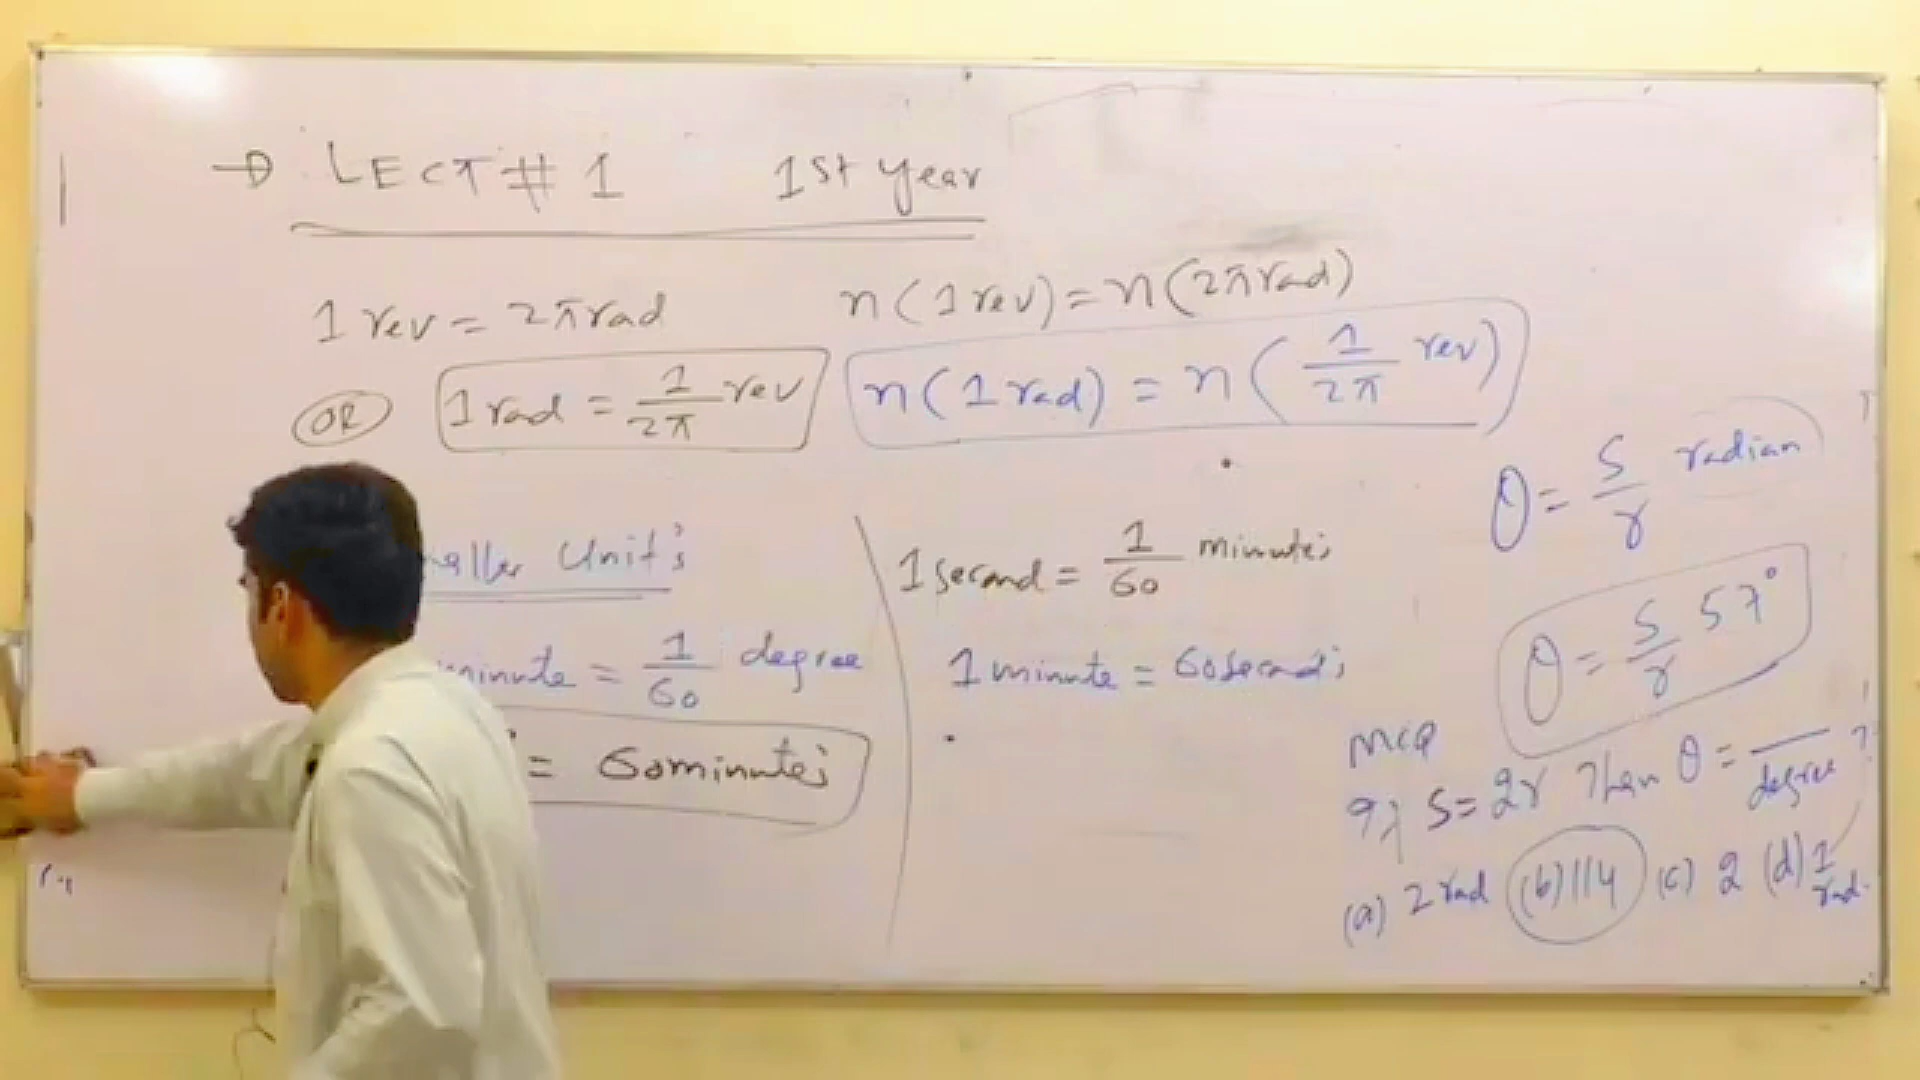 LECT # 1 1st year
1 rev = 2π rad
n(1 rev) = n(2π rad)
OR 1 rad = 1/2π rev
n(1 rad) = n(1/2π rev)
aller Unit's
minute = 1/60 degree
= 60 minutes
1 second = 1/60 minutes
1 minute = 60 seconds
θ = S/r radian
θ = S/r 57°
MCQ
If S = 2r Then θ = — degree ?
(a) 2 rad (b) 114 (c) 2 (d) 1 rad